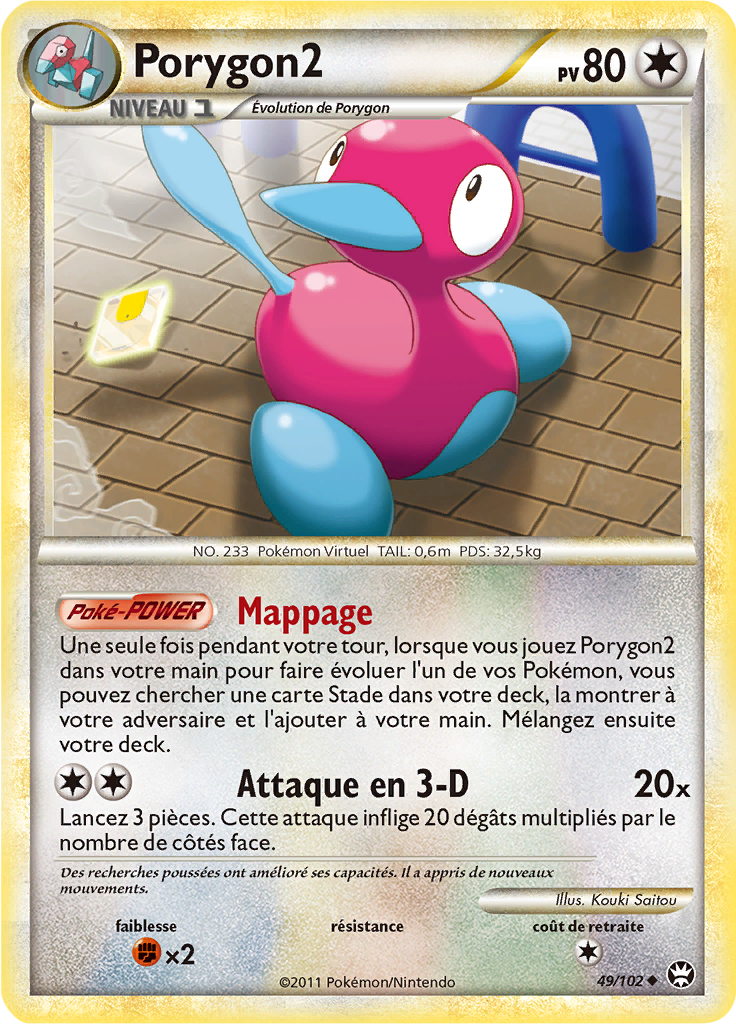 Porygon2
PV 80
NIVEAU 1
Évolution de Porygon
NO. 233 Pokémon Virtuel TAIL: 0,6m PDS: 32,5kg
Poké-POWER Mappage
Une seule fois pendant votre tour, lorsque vous jouez Porygon2
dans votre main pour faire évoluer l'un de vos Pokémon, vous
pouvez chercher une carte Stade dans votre deck, la montrer à
votre adversaire et l'ajouter à votre main. Mélangez ensuite
votre deck.
Attaque en 3-D 20x
Lancez 3 pièces. Cette attaque inflige 20 dégâts multipliés par le
nombre de côtés face.
Des recherches poussées ont amélioré ses capacités. Il a appris de nouveaux
mouvements.
Illus. Kouki Saitou
faiblesse résistance coût de retraite
×2
©2011 Pokémon/Nintendo
49/102